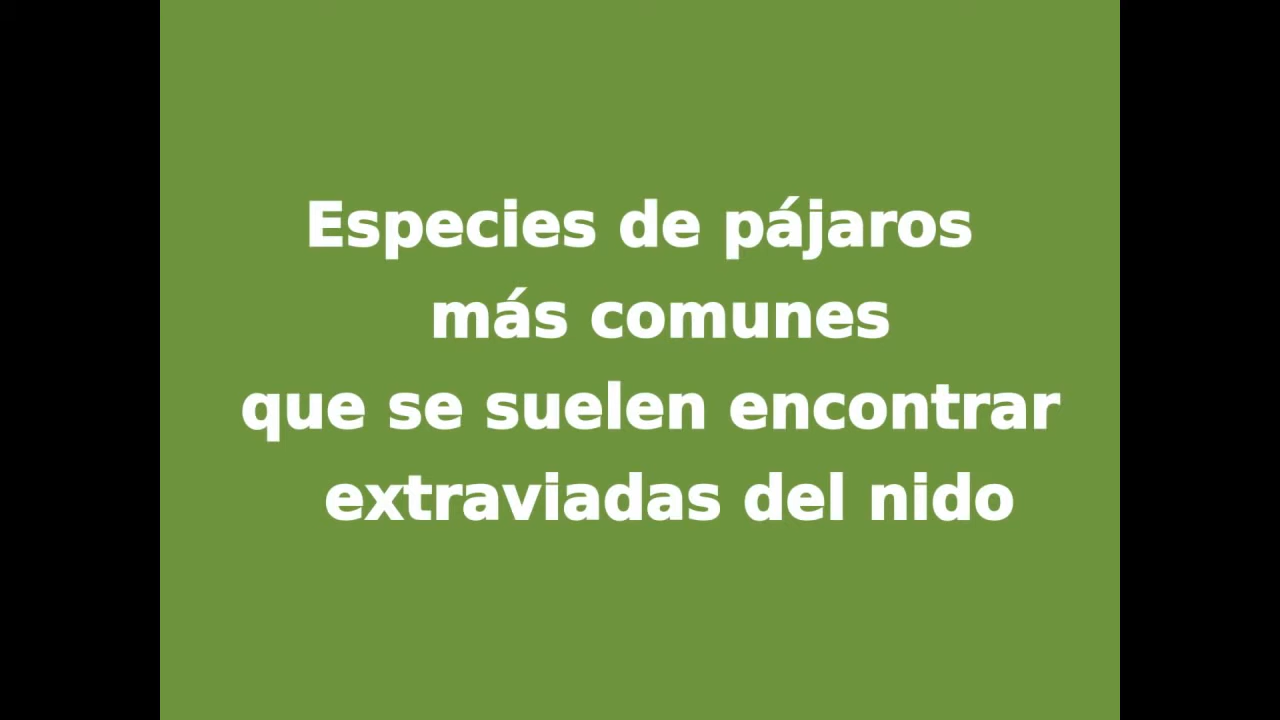 Especies de pájaros
más comunes
que se suelen encontrar
extraviadas del nido